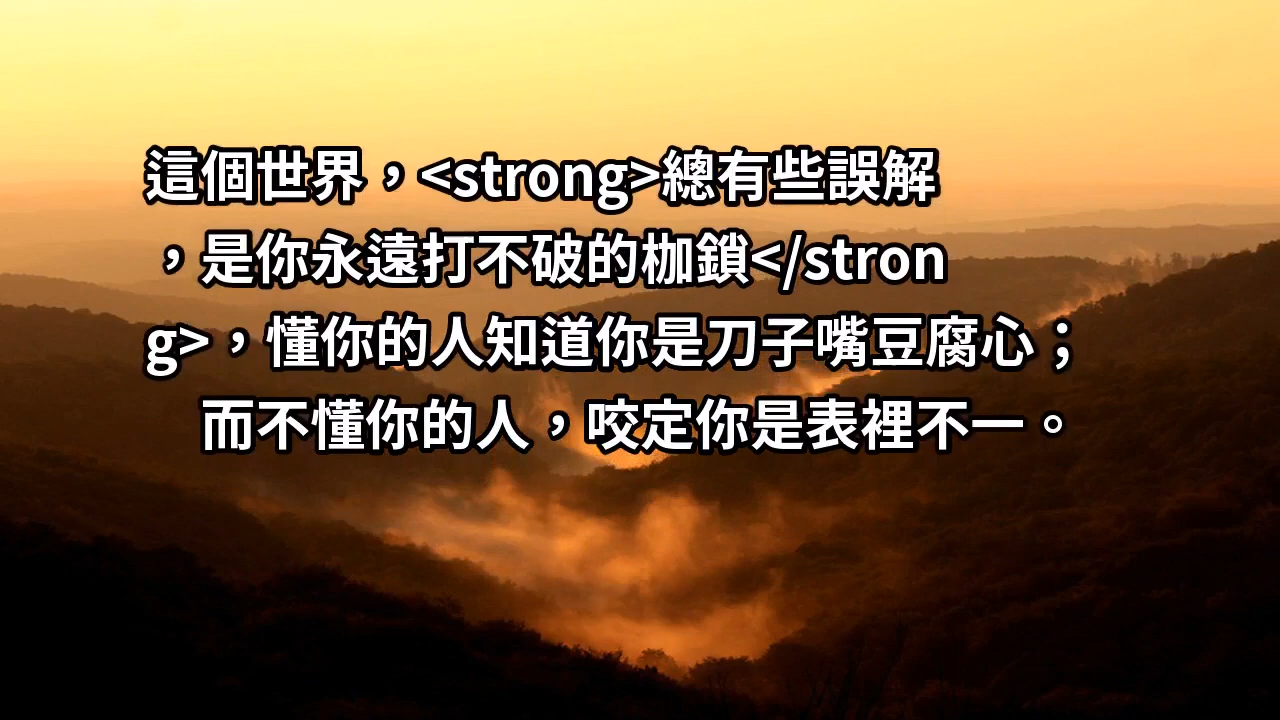 這個世界，<strong>總有些誤解
，是你永遠打不破的枷鎖</stron
g>，懂你的人知道你是刀子嘴豆腐心；
而不懂你的人，咬定你是表裡不一。